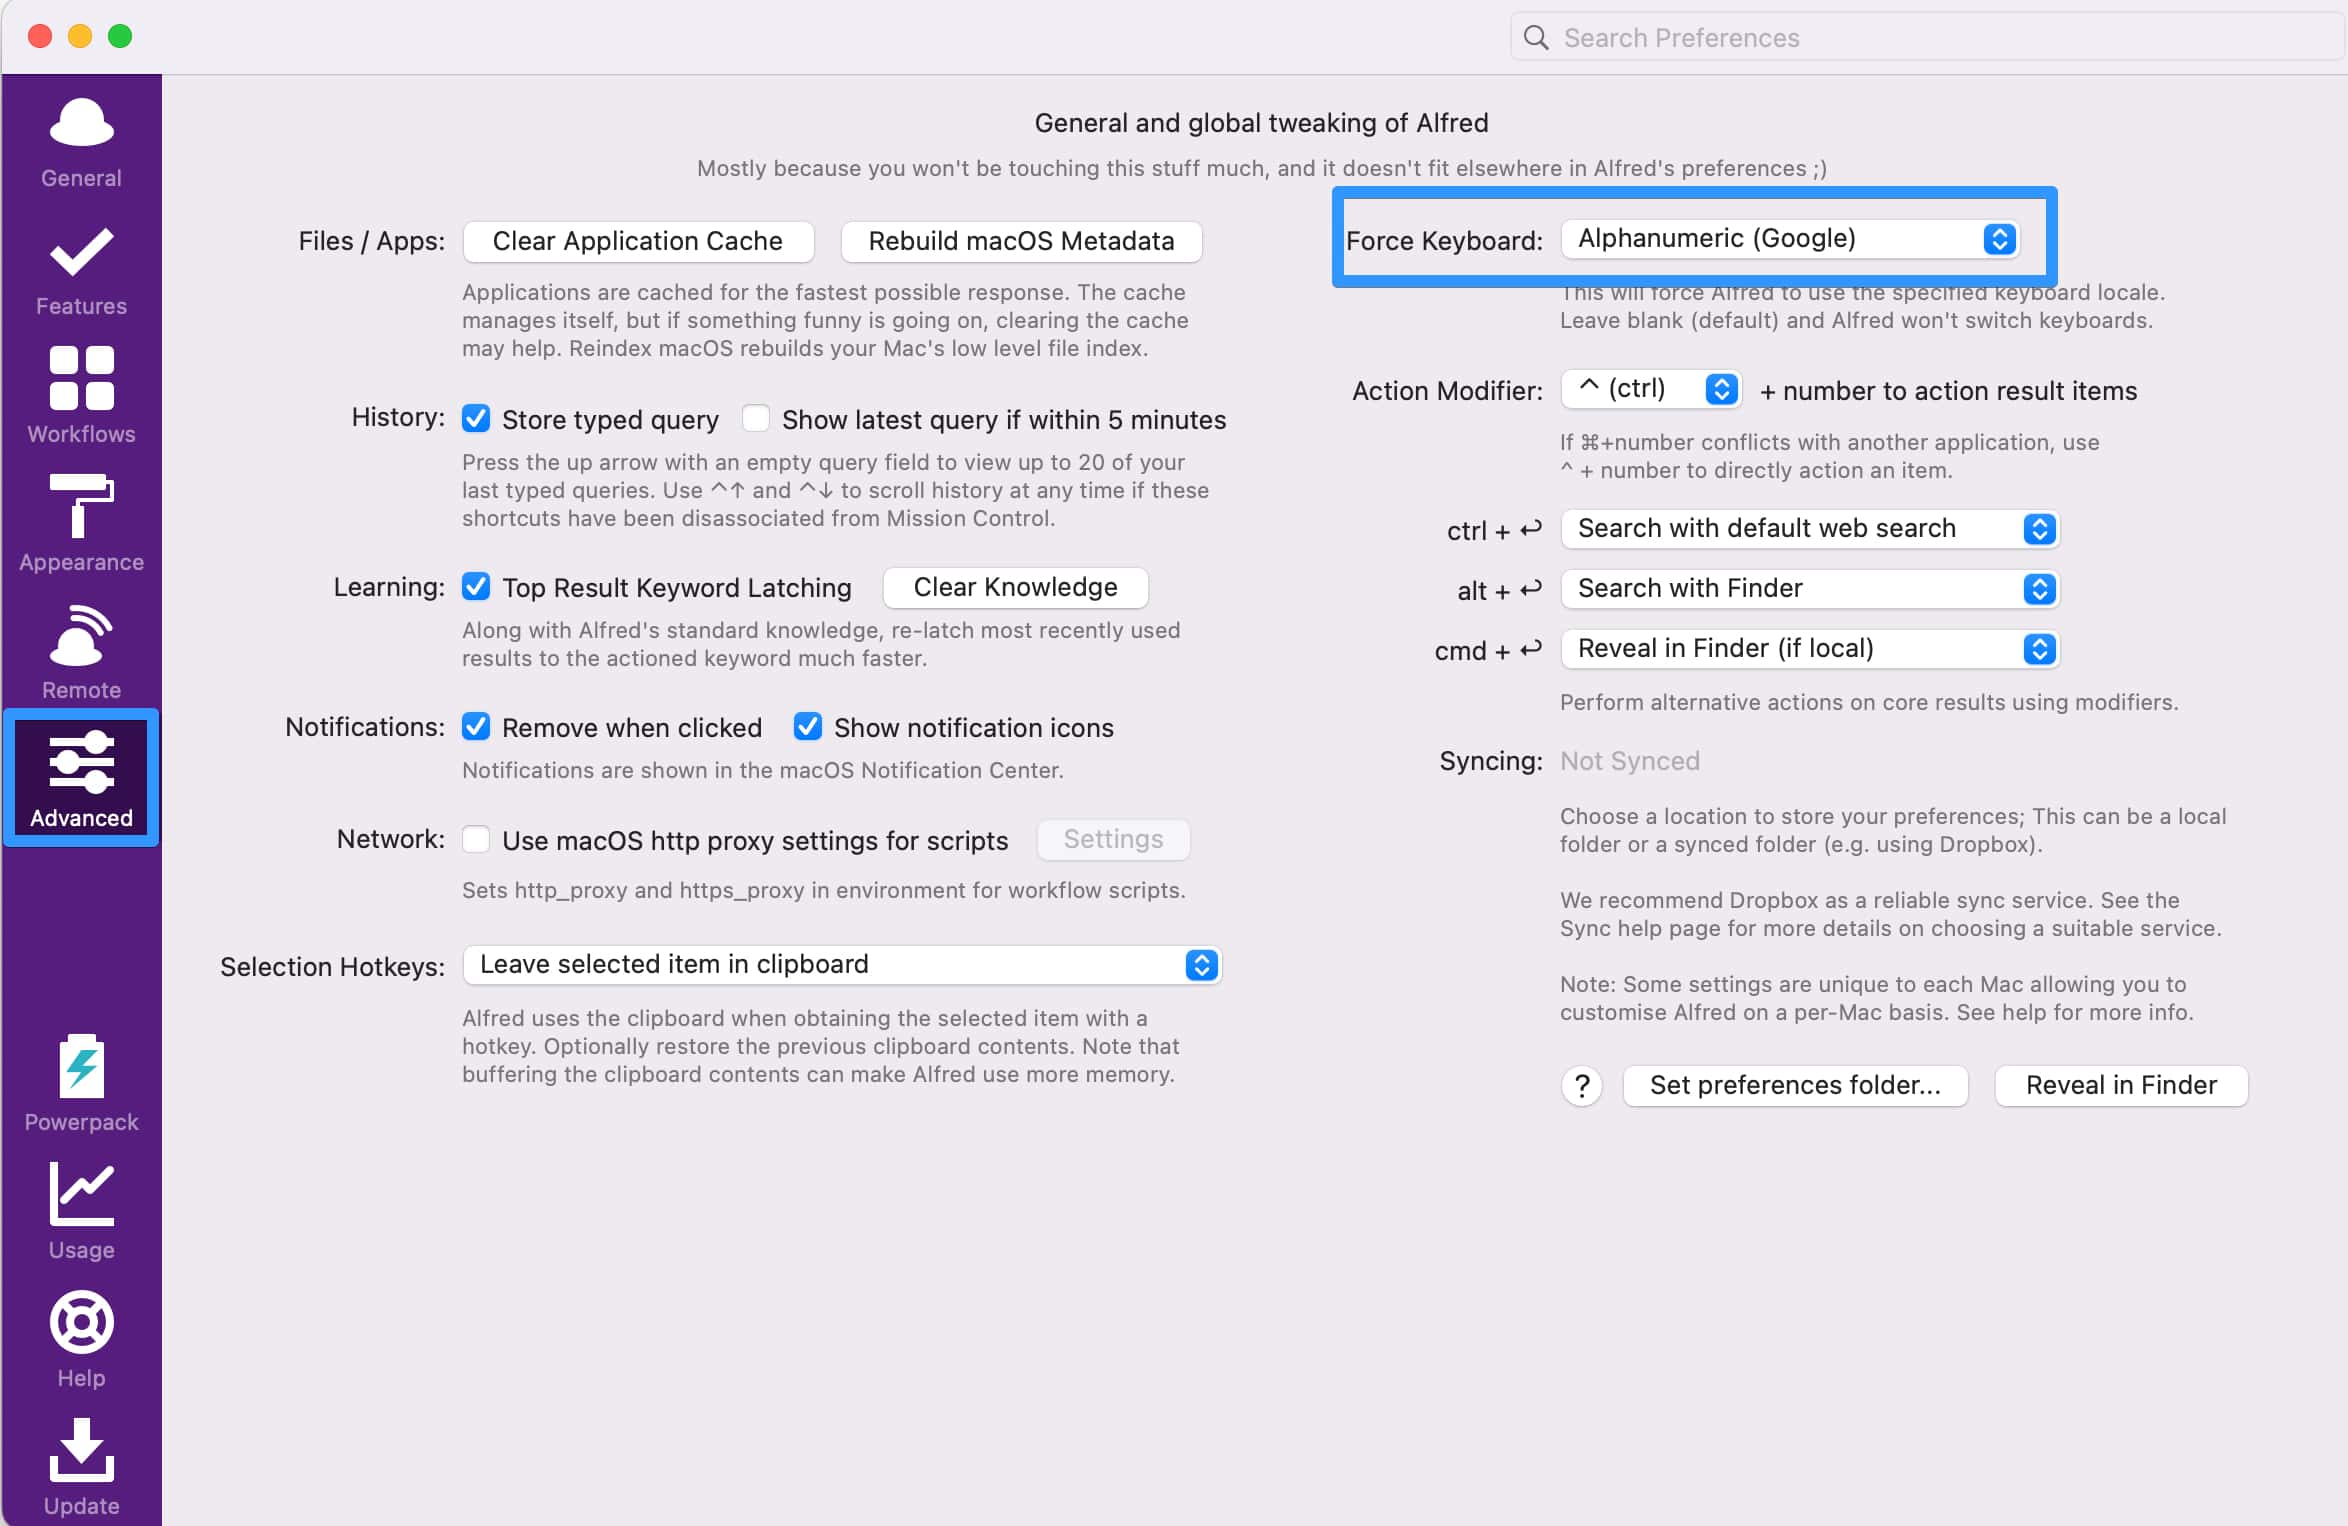 Search Preferences
General
Features
Workflows
Appearance
Remote
Advanced
Powerpack
Usage
Help
Update
General and global tweaking of Alfred
Mostly because you won't be touching this stuff much, and it doesn't fit elsewhere in Alfred's preferences ;)
Files / Apps: Clear Application Cache Rebuild macOS Metadata
Applications are cached for the fastest possible response. The cache
manages itself, but if something funny is going on, clearing the cache
may help. Reindex macOS rebuilds your Mac's low level file index.
History: Store typed query Show latest query if within 5 minutes
Press the up arrow with an empty query field to view up to 20 of your
last typed queries. Use ^↑ and ^↓ to scroll history at any time if these
shortcuts have been disassociated from Mission Control.
Learning: Top Result Keyword Latching Clear Knowledge
Along with Alfred's standard knowledge, re-latch most recently used
results to the actioned keyword much faster.
Notifications: Remove when clicked Show notification icons
Notifications are shown in the macOS Notification Center.
Network: Use macOS http proxy settings for scripts Settings
Sets http_proxy and https_proxy in environment for workflow scripts.
Selection Hotkeys: Leave selected item in clipboard
Alfred uses the clipboard when obtaining the selected item with a
hotkey. Optionally restore the previous clipboard contents. Note that
buffering the clipboard contents can make Alfred use more memory.
Force Keyboard: Alphanumeric (Google)
This will force Alfred to use the specified keyboard locale.
Leave blank (default) and Alfred won't switch keyboards.
Action Modifier: ^ (ctrl) + number to action result items
If ⌘+number conflicts with another application, use
^ + number to directly action an item.
ctrl + ↩ Search with default web search
alt + ↩ Search with Finder
cmd + ↩ Reveal in Finder (if local)
Perform alternative actions on core results using modifiers.
Syncing: Not Synced
Choose a location to store your preferences; This can be a local
folder or a synced folder (e.g. using Dropbox).
We recommend Dropbox as a reliable sync service. See the
Sync help page for more details on choosing a suitable service.
Note: Some settings are unique to each Mac allowing you to
customise Alfred on a per-Mac basis. See help for more info.
? Set preferences folder... Reveal in Finder